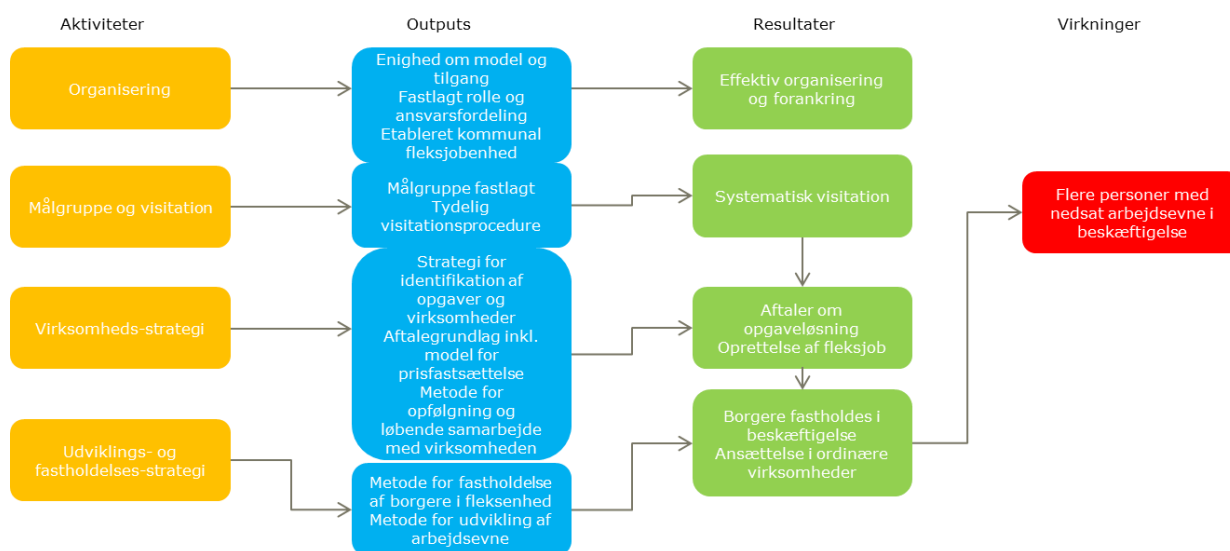 Aktiviteter
Outputs
Resultater
Virkninger
Organisering
Enighed om model og
tilgang
Fastlagt rolle og
ansvarsfordeling
Etableret kommunal
fleksjobenhed
Effektiv organisering
og forankring
Målgruppe og visitation
Målgruppe fastlagt
Tydelig
visitationsprocedure
Systematisk visitation
Flere personer med
nedsat arbejdsevne i
beskæftigelse
Virksomheds-strategi
Strategi for
identifikation af
opgaver og
virksomheder
Aftalegrundlag inkl.
model for
prisfastsættelse
Metode for
opfølgning og
løbende samarbejde
med virksomheden
Aftaler om
opgaveløsning
Oprettelse af fleksjob
Udviklings- og
fastholdelses-strategi
Metode for fastholdelse
af borgere i fleksenhed
Metode for udvikling af
arbejdsevne
Borgere fastholdes i
beskæftigelse
Ansættelse i ordinære
virksomheder